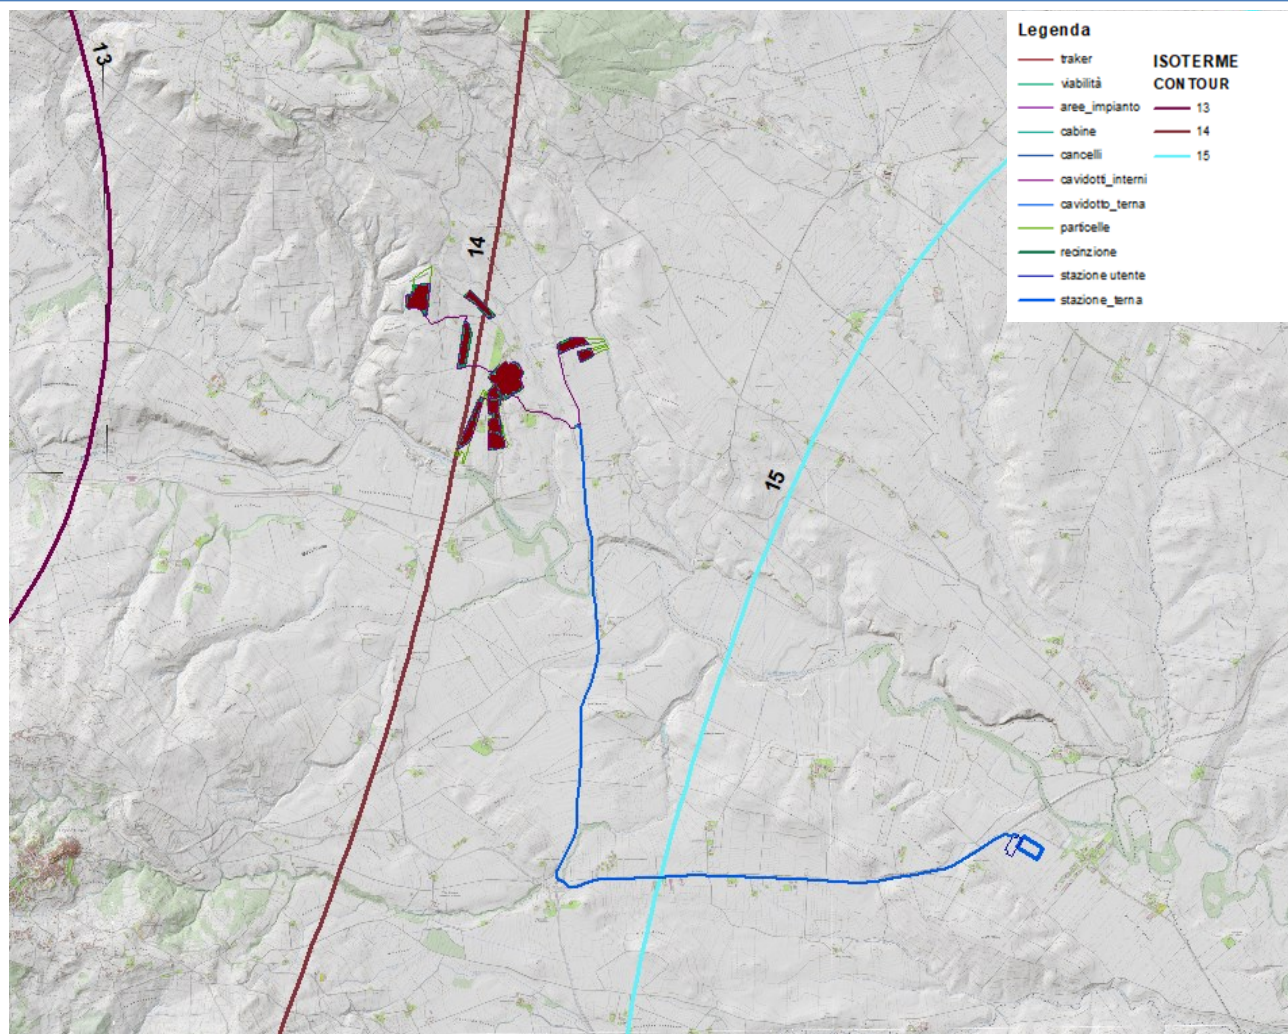 13
14
15
Legenda
traker
viabilità
aree_impianto
cabine
cancelli
cavidotti_interni
cavidotto_terna
particelle
recinzione
stazione utente
stazione_terna
ISOTERME
CONTOUR
13
14
15